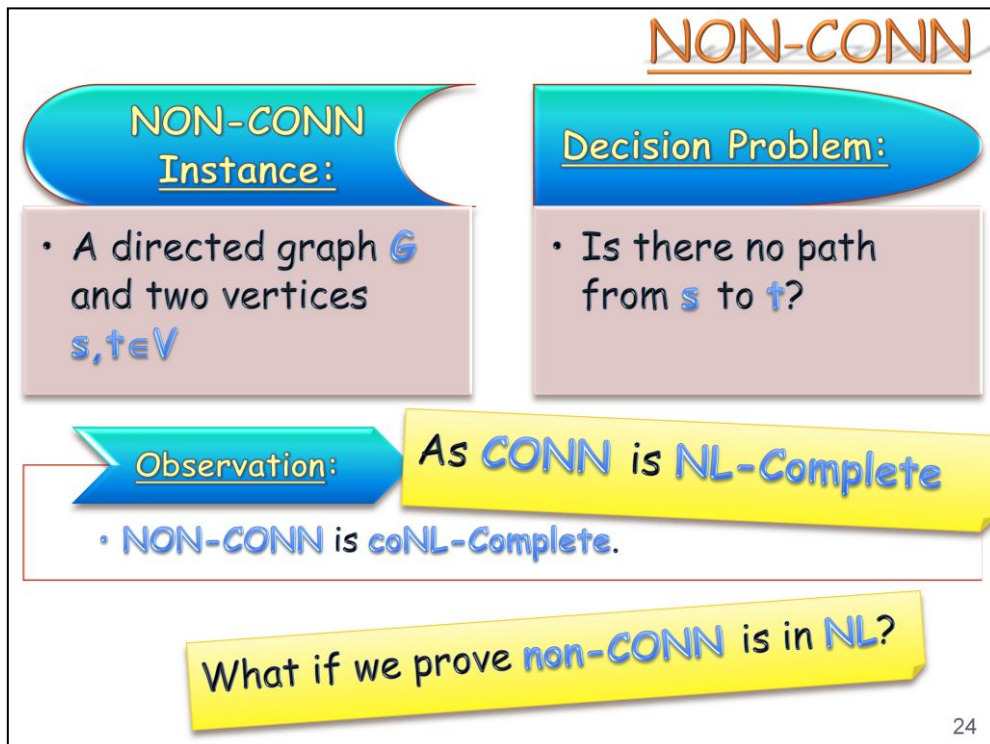 NON-CONN
NON-CONN
Instance:
• A directed graph G
and two vertices
s,t∈V
Decision Problem:
• Is there no path
from s to t?
Observation:
As CONN is NL-Complete
• NON-CONN is coNL-Complete.
What if we prove non-CONN is in NL?
24